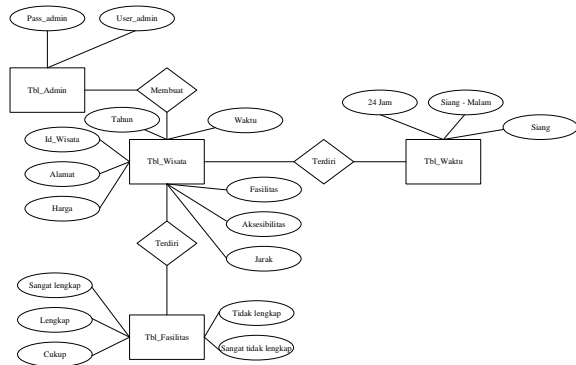 Pass_admin
User_admin
Tbl_Admin
Membuat
Tahun
Waktu
24 Jam
Siang - Malam
Siang
Id_Wisata
Alamat
Harga
Tbl_Wisata
Terdiri
Tbl_Waktu
Fasilitas
Aksesibilitas
Jarak
Terdiri
Sangat lengkap
Lengkap
Cukup
Tbl_Fasilitas
Tidak lengkap
Sangat tidak lengkap